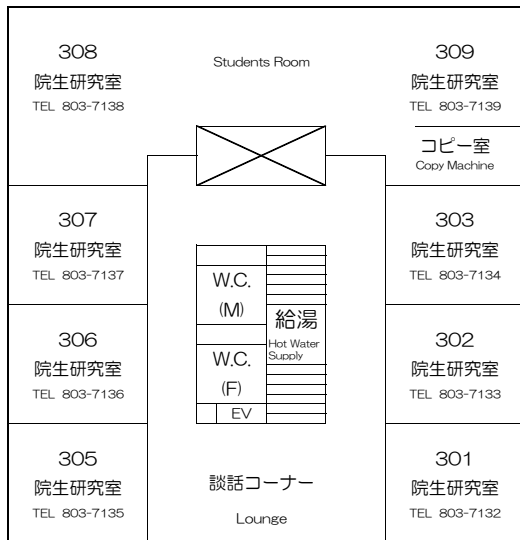 308
院生研究室
TEL 803-7138
Students Room
309
院生研究室
TEL 803-7139
コピー室
Copy Machine
307
院生研究室
TEL 803-7137
303
院生研究室
TEL 803-7134
W.C.
(M)
給湯
Hot Water
Supply
W.C.
(F)
EV
306
院生研究室
TEL 803-7136
302
院生研究室
TEL 803-7133
305
院生研究室
TEL 803-7135
談話コーナー
Lounge
301
院生研究室
TEL 803-7132